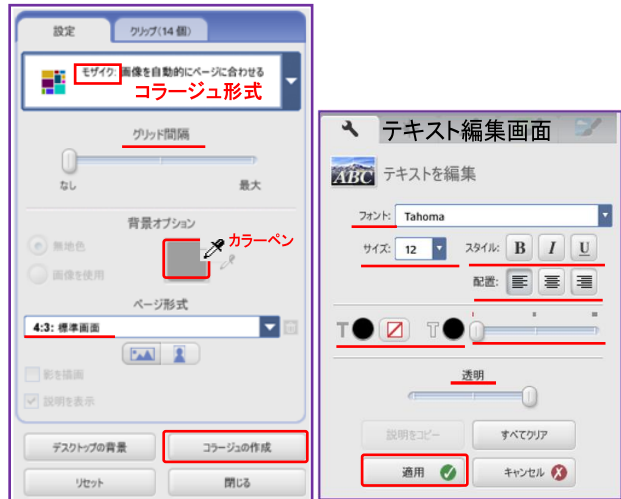 設定
クリップ(14 個)
モザイク: 画像を自動的にページに合わせる
コラージュ形式
グリッド間隔
なし
最大
背景オプション
無地色
カラーペン
画像を使用
ページ形式
4:3: 標準画面
影を描画
説明を表示
デスクトップの背景
コラージュの作成
リセット
閉じる
テキスト編集画面
ABC
テキストを編集
フォント: Tahoma
サイズ: 12
スタイル: B I U
配置:
T T
透明
説明をコピー
すべてクリア
適用
キャンセル